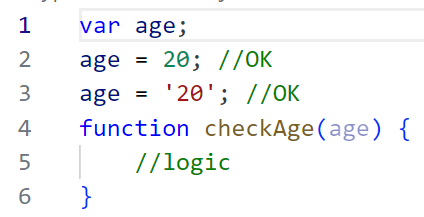 1 var age;
2 age = 20; //OK
3 age = '20'; //OK
4 function checkAge(age) {
5 //logic
6 }